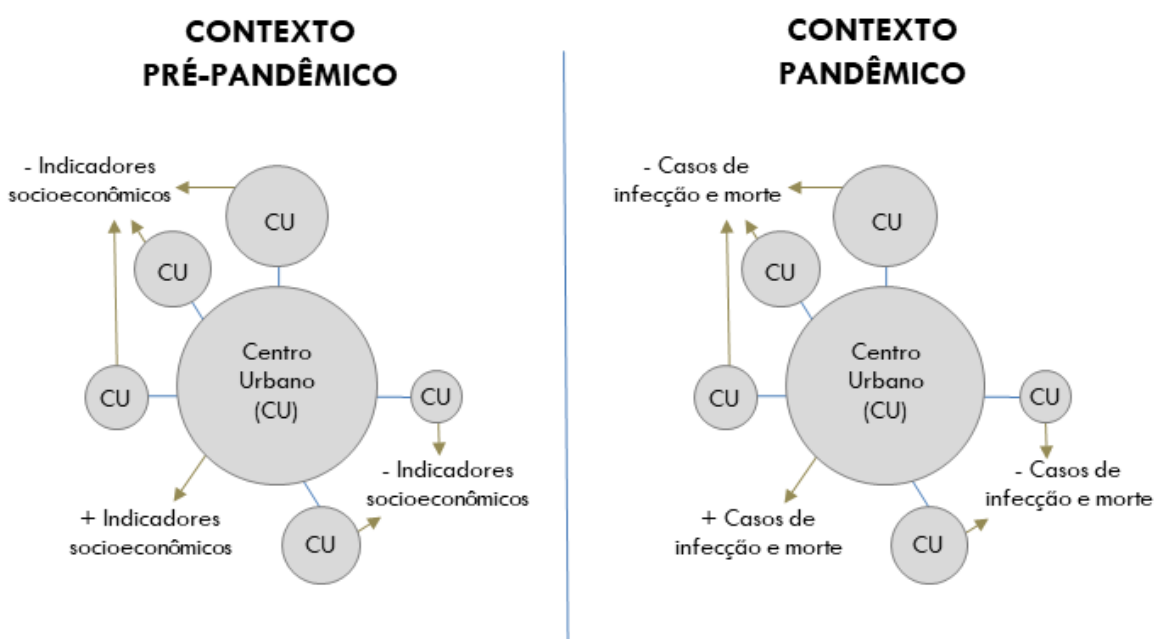 CONTEXTO
PRÉ-PANDÊMICO
- Indicadores
socioeconômicos
CU
CU
CU
Centro
Urbano
(CU)
CU
- Indicadores
socioeconômicos
+ Indicadores
socioeconômicos
CU
CONTEXTO
PANDÊMICO
- Casos de
infecção e morte
CU
CU
CU
Centro
Urbano
(CU)
CU
- Casos de
infecção e morte
+ Casos de
infecção e morte
CU